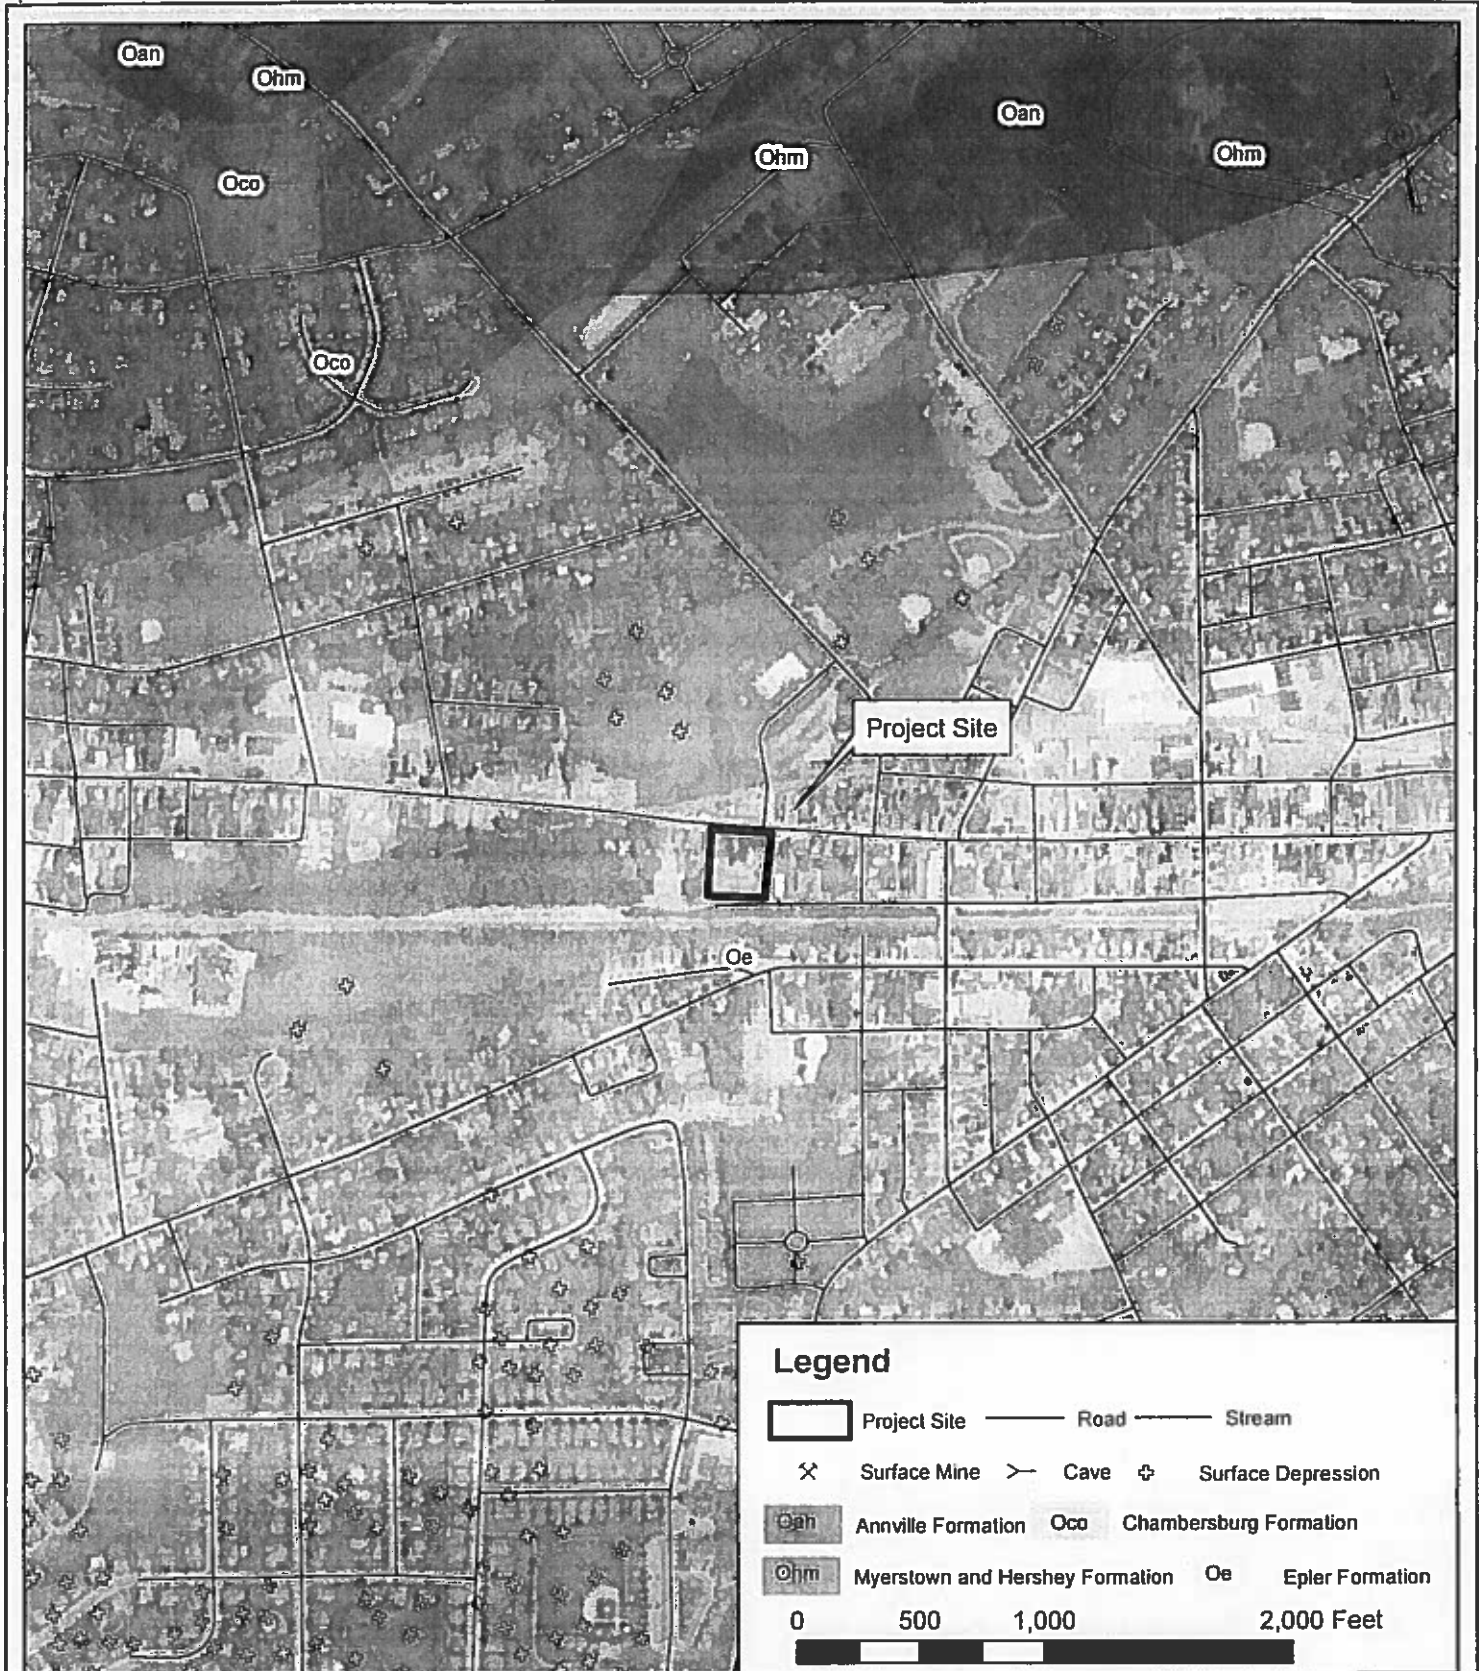 Oan
Ohm
Oan
Ohm
Ohm
Oco
Oco
Project Site
Oe
Legend
Project Site Road Stream
Surface Mine Cave Surface Depression
Oan Annville Formation Oco Chambersburg Formation
Ohm Myerstown and Hershey Formation Oe Epler Formation
0 500 1,000 2,000 Feet